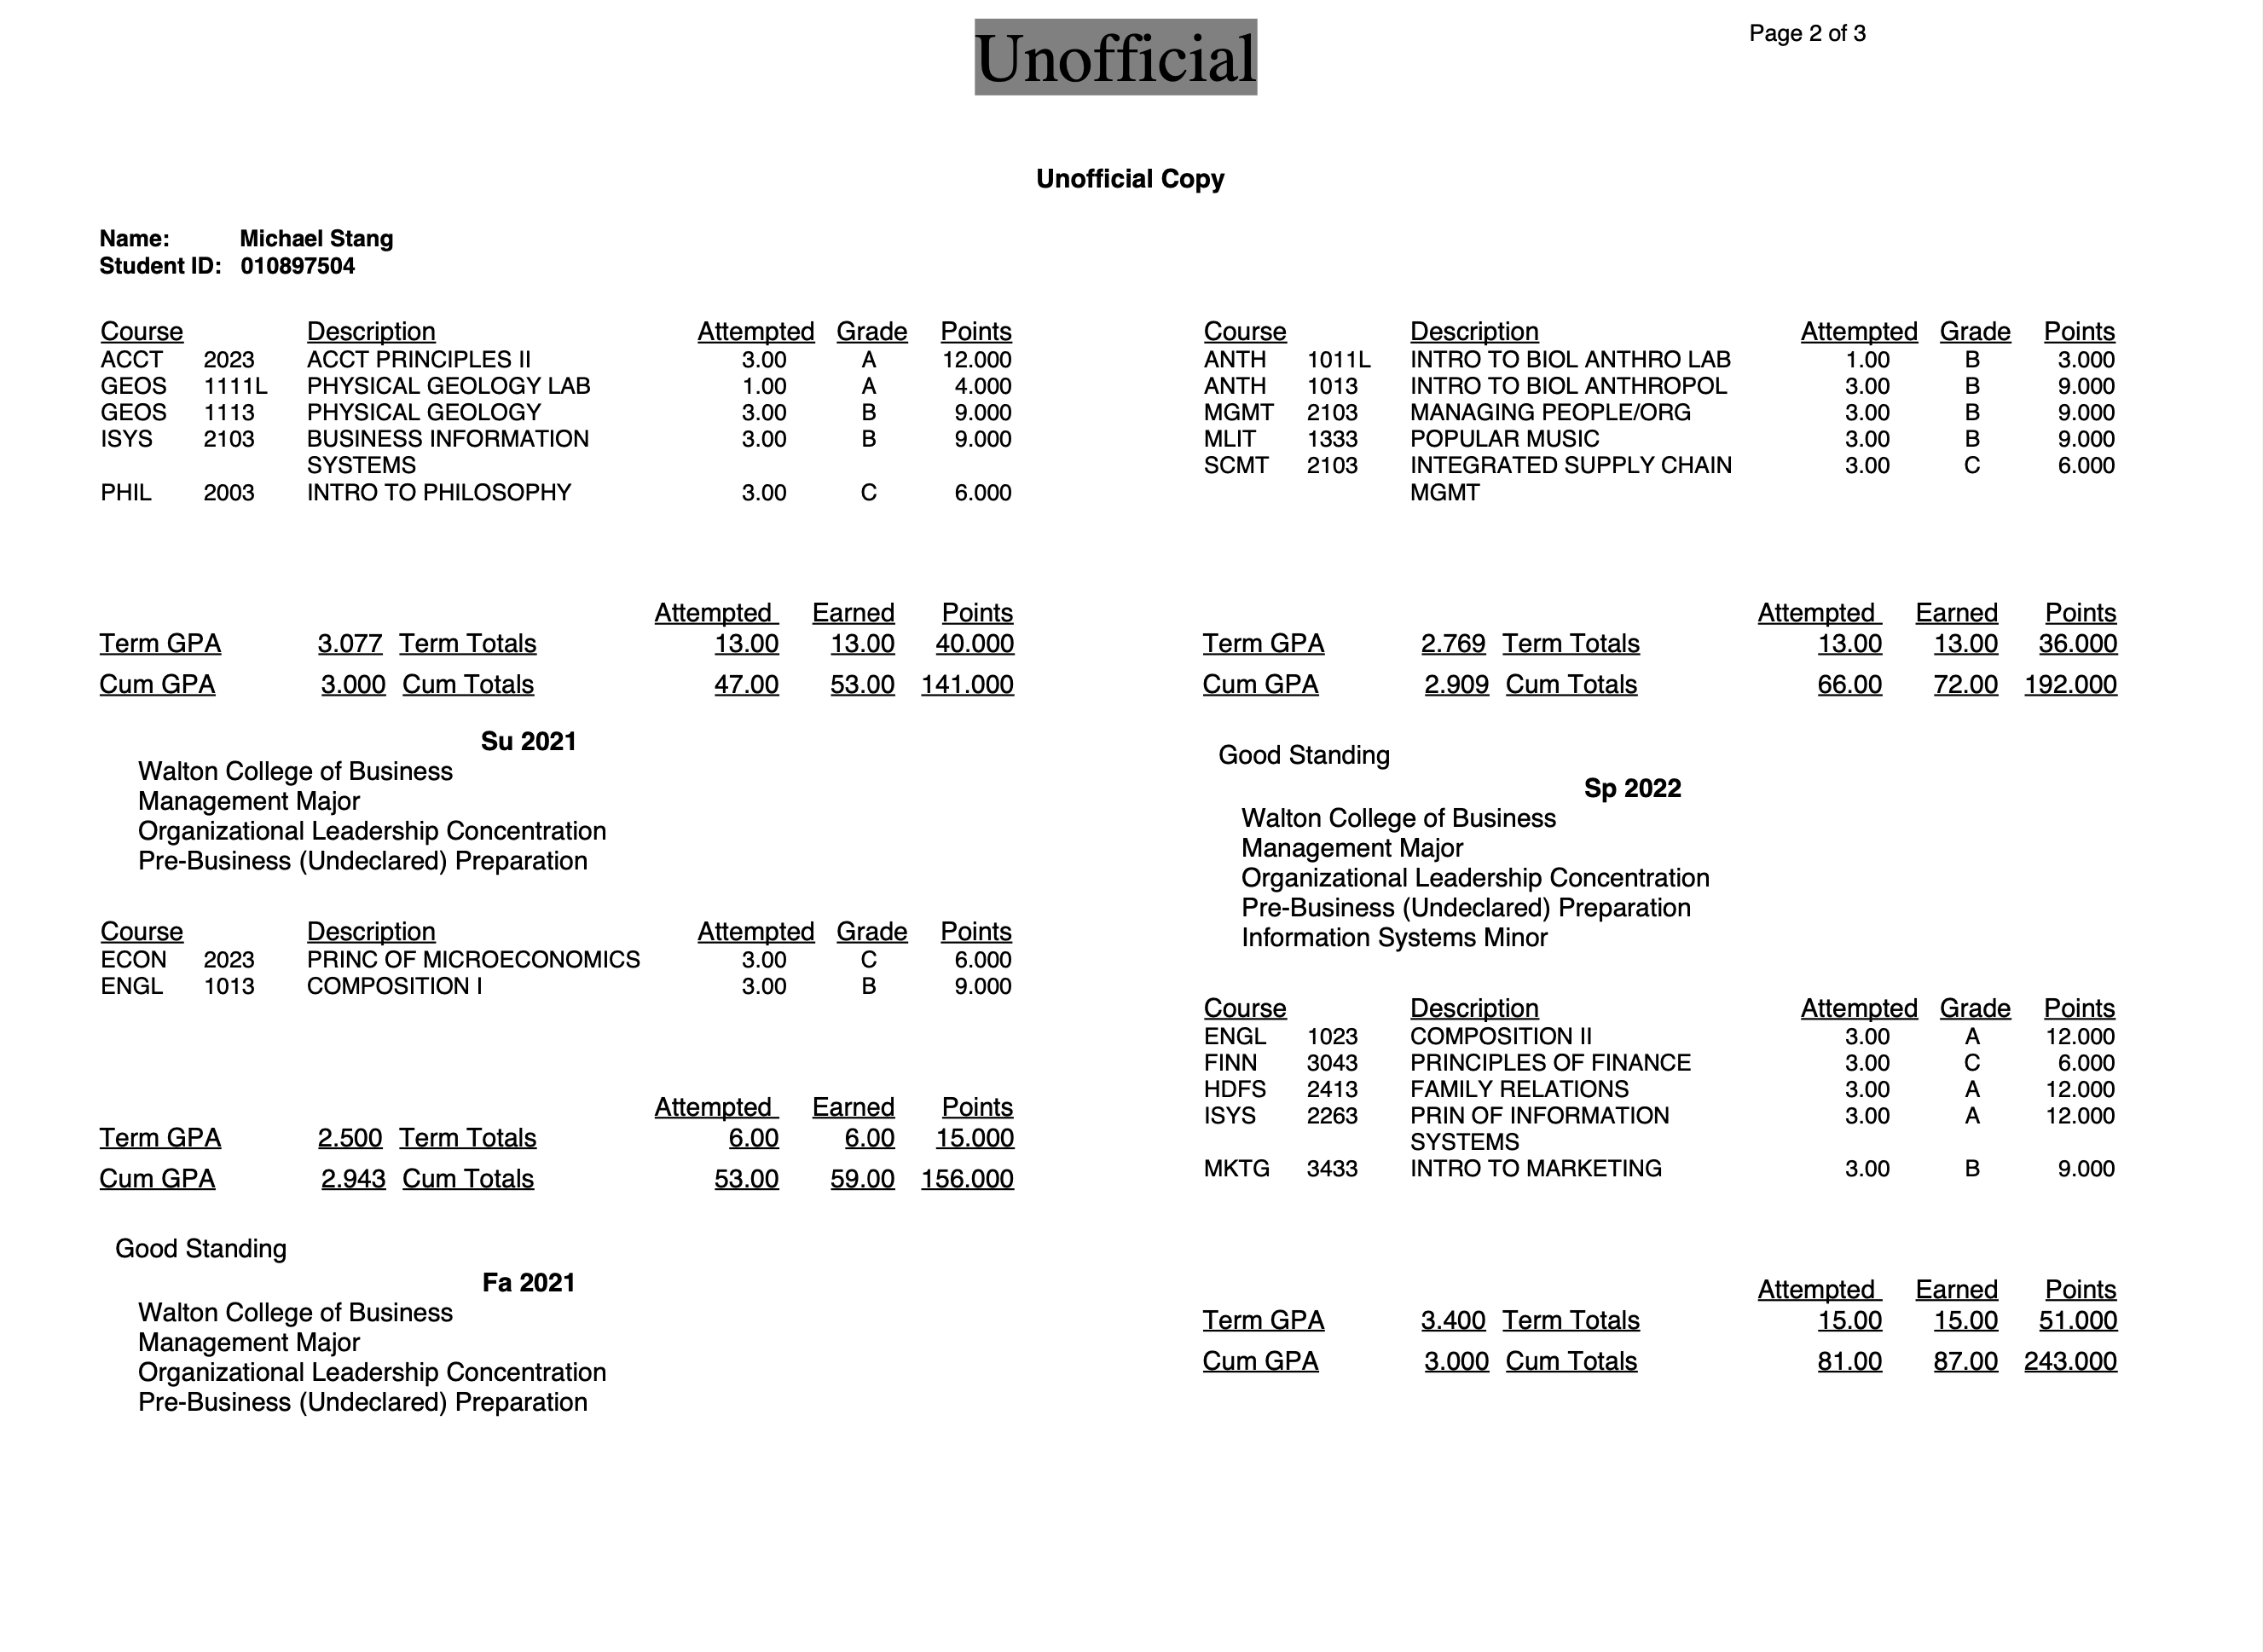 Unofficial
Page 2 of 3
Unofficial Copy
Name: Michael Stang
Student ID: 010897504
Course Description Attempted Grade Points
ACCT 2023 ACCT PRINCIPLES II 3.00 A 12.000
GEOS 1111L PHYSICAL GEOLOGY LAB 1.00 A 4.000
GEOS 1113 PHYSICAL GEOLOGY 3.00 B 9.000
ISYS 2103 BUSINESS INFORMATION 3.00 B 9.000
SYSTEMS
PHIL 2003 INTRO TO PHILOSOPHY 3.00 C 6.000
Attempted Earned Points
Term GPA 3.077 Term Totals 13.00 13.00 40.000
Cum GPA 3.000 Cum Totals 47.00 53.00 141.000
Su 2021
Walton College of Business
Management Major
Organizational Leadership Concentration
Pre-Business (Undeclared) Preparation
Course Description Attempted Grade Points
ECON 2023 PRINC OF MICROECONOMICS 3.00 C 6.000
ENGL 1013 COMPOSITION I 3.00 B 9.000
Attempted Earned Points
Term GPA 2.500 Term Totals 6.00 6.00 15.000
Cum GPA 2.943 Cum Totals 53.00 59.00 156.000
Good Standing
Fa 2021
Walton College of Business
Management Major
Organizational Leadership Concentration
Pre-Business (Undeclared) Preparation
Course Description Attempted Grade Points
ANTH 1011L INTRO TO BIOL ANTHRO LAB 1.00 B 3.000
ANTH 1013 INTRO TO BIOL ANTHROPOL 3.00 B 9.000
MGMT 2103 MANAGING PEOPLE/ORG 3.00 B 9.000
MLIT 1333 POPULAR MUSIC 3.00 B 9.000
SCMT 2103 INTEGRATED SUPPLY CHAIN 3.00 C 6.000
MGMT
Attempted Earned Points
Term GPA 2.769 Term Totals 13.00 13.00 36.000
Cum GPA 2.909 Cum Totals 66.00 72.00 192.000
Good Standing
Sp 2022
Walton College of Business
Management Major
Organizational Leadership Concentration
Pre-Business (Undeclared) Preparation
Information Systems Minor
Course Description Attempted Grade Points
ENGL 1023 COMPOSITION II 3.00 A 12.000
FINN 3043 PRINCIPLES OF FINANCE 3.00 C 6.000
HDFS 2413 FAMILY RELATIONS 3.00 A 12.000
ISYS 2263 PRIN OF INFORMATION 3.00 A 12.000
SYSTEMS
MKTG 3433 INTRO TO MARKETING 3.00 B 9.000
Attempted Earned Points
Term GPA 3.400 Term Totals 15.00 15.00 51.000
Cum GPA 3.000 Cum Totals 81.00 87.00 243.000